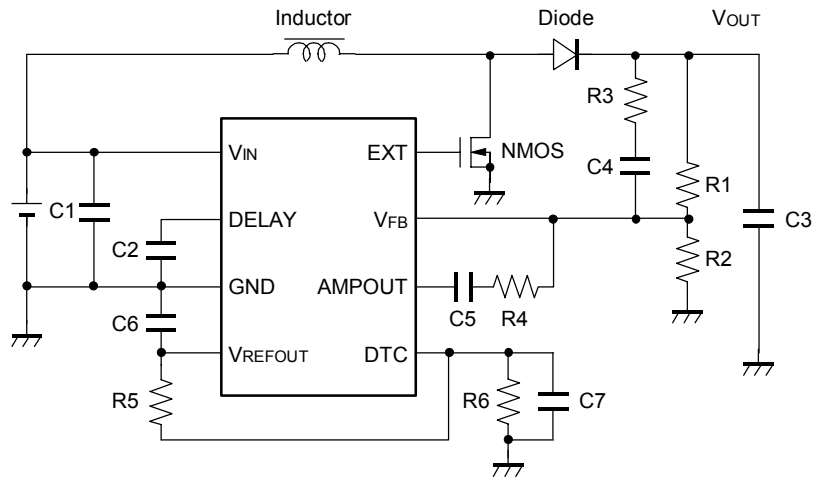 Inductor
Diode
VOUT
R3
VIN
EXT
NMOS
C4
R1
C1
DELAY
VFB
C3
C2
R2
GND
AMPOUT
C5
R4
C6
VREFOUT
DTC
R5
R6
C7